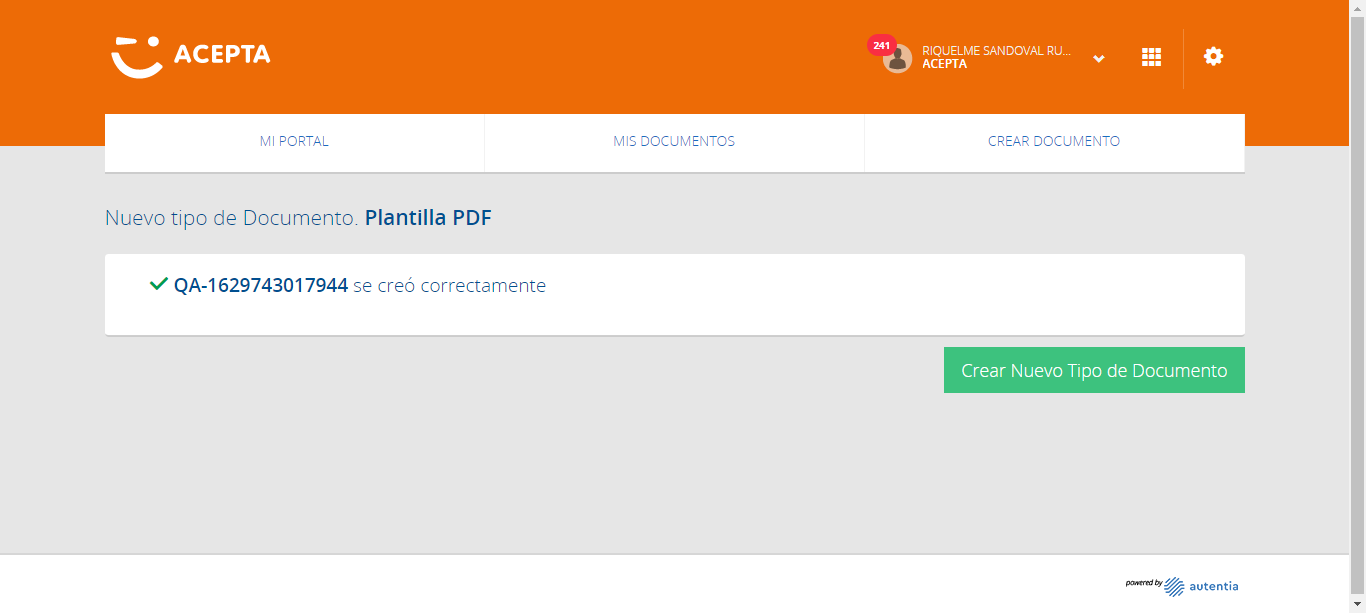 ACEPTA
241
RIQUELME SANDOVAL RU...
ACEPTA
MI PORTAL
MIS DOCUMENTOS
CREAR DOCUMENTO
Nuevo tipo de Documento. Plantilla PDF
QA-1629743017944 se creó correctamente
Crear Nuevo Tipo de Documento
powered by autentia